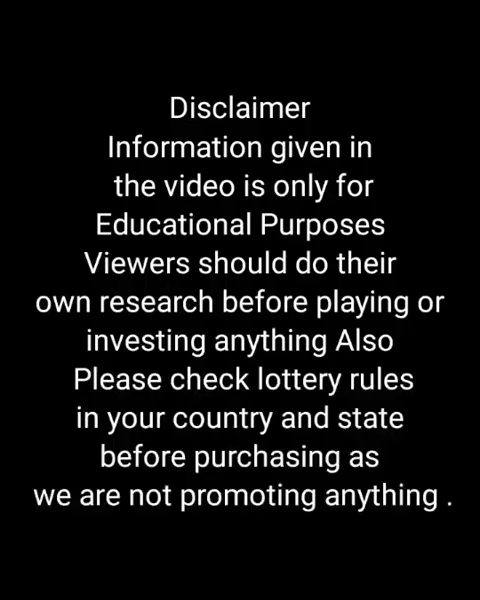 Disclaimer
Information given in
the video is only for
Educational Purposes
Viewers should do their
own research before playing or
investing anything Also
Please check lottery rules
in your country and state
before purchasing as
we are not promoting anything .